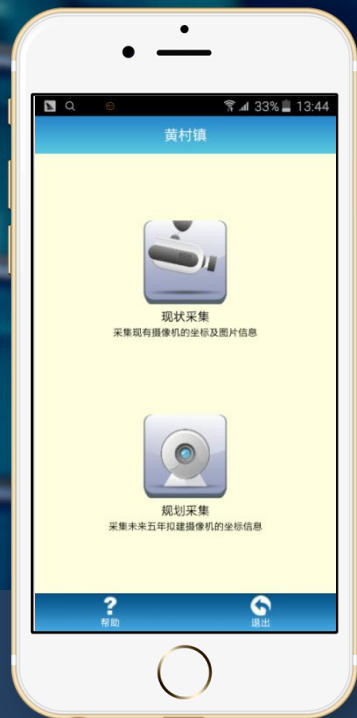 33% 13:44
黄村镇
现状采集
采集现有摄像机的坐标及图片信息
规划采集
采集未来五年拟建摄像机的坐标信息
帮助
退出